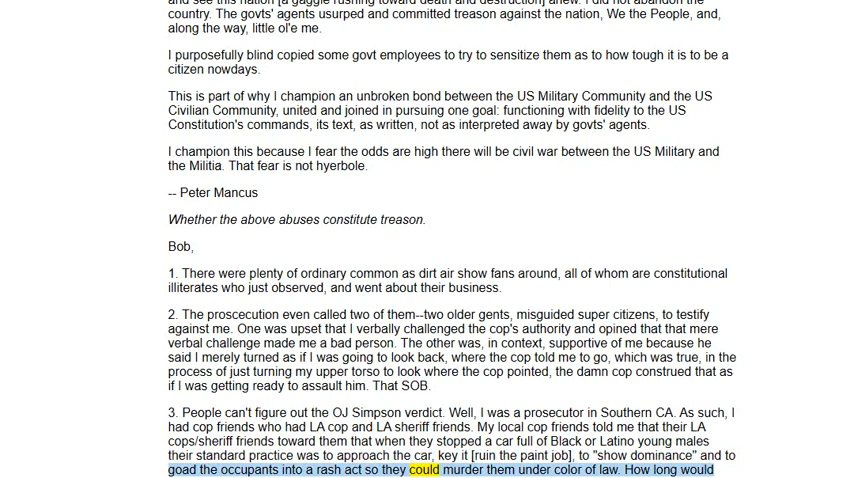 and see this nation [a gaggle rushing toward death and destruction] anew. I did not abandon the
country. The govts' agents usurped and committed treason against the nation, We the People, and,
along the way, little ol'e me.
I purposefully blind copied some govt employees to try to sensitize them as to how tough it is to be a
citizen nowdays.
This is part of why I champion an unbroken bond between the US Military Community and the US
Civilian Community, united and joined in pursuing one goal: functioning with fidelity to the US
Constitution's commands, its text, as written, not as interpreted away by govts' agents.
I champion this because I fear the odds are high there will be civil war between the US Military and
the Militia. That fear is not hyerbole.
-- Peter Mancus
Whether the above abuses constitute treason.
Bob,
1. There were plenty of ordinary common as dirt air show fans around, all of whom are constitutional
illiterates who just observed, and went about their business.
2. The proscecution even called two of them--two older gents, misguided super citizens, to testify
against me. One was upset that I verbally challenged the cop's authority and opined that that mere
verbal challenge made me a bad person. The other was, in context, supportive of me because he
said I merely turned as if I was going to look back, where the cop told me to go, which was true, in the
process of just turning my upper torso to look where the cop pointed, the damn cop construed that as
if I was getting ready to assault him. That SOB.
3. People can't figure out the OJ Simpson verdict. Well, I was a prosecutor in Southern CA. As such, I
had cop friends who had LA cop and LA sheriff friends. My local cop friends told me that their LA
cops/sheriff friends toward them that when they stopped a car full of Black or Latino young males
their standard practice was to approach the car, key it [ruin the paint job], to "show dominance" and to
goad the occupants into a rash act so they could murder them under color of law. How long would